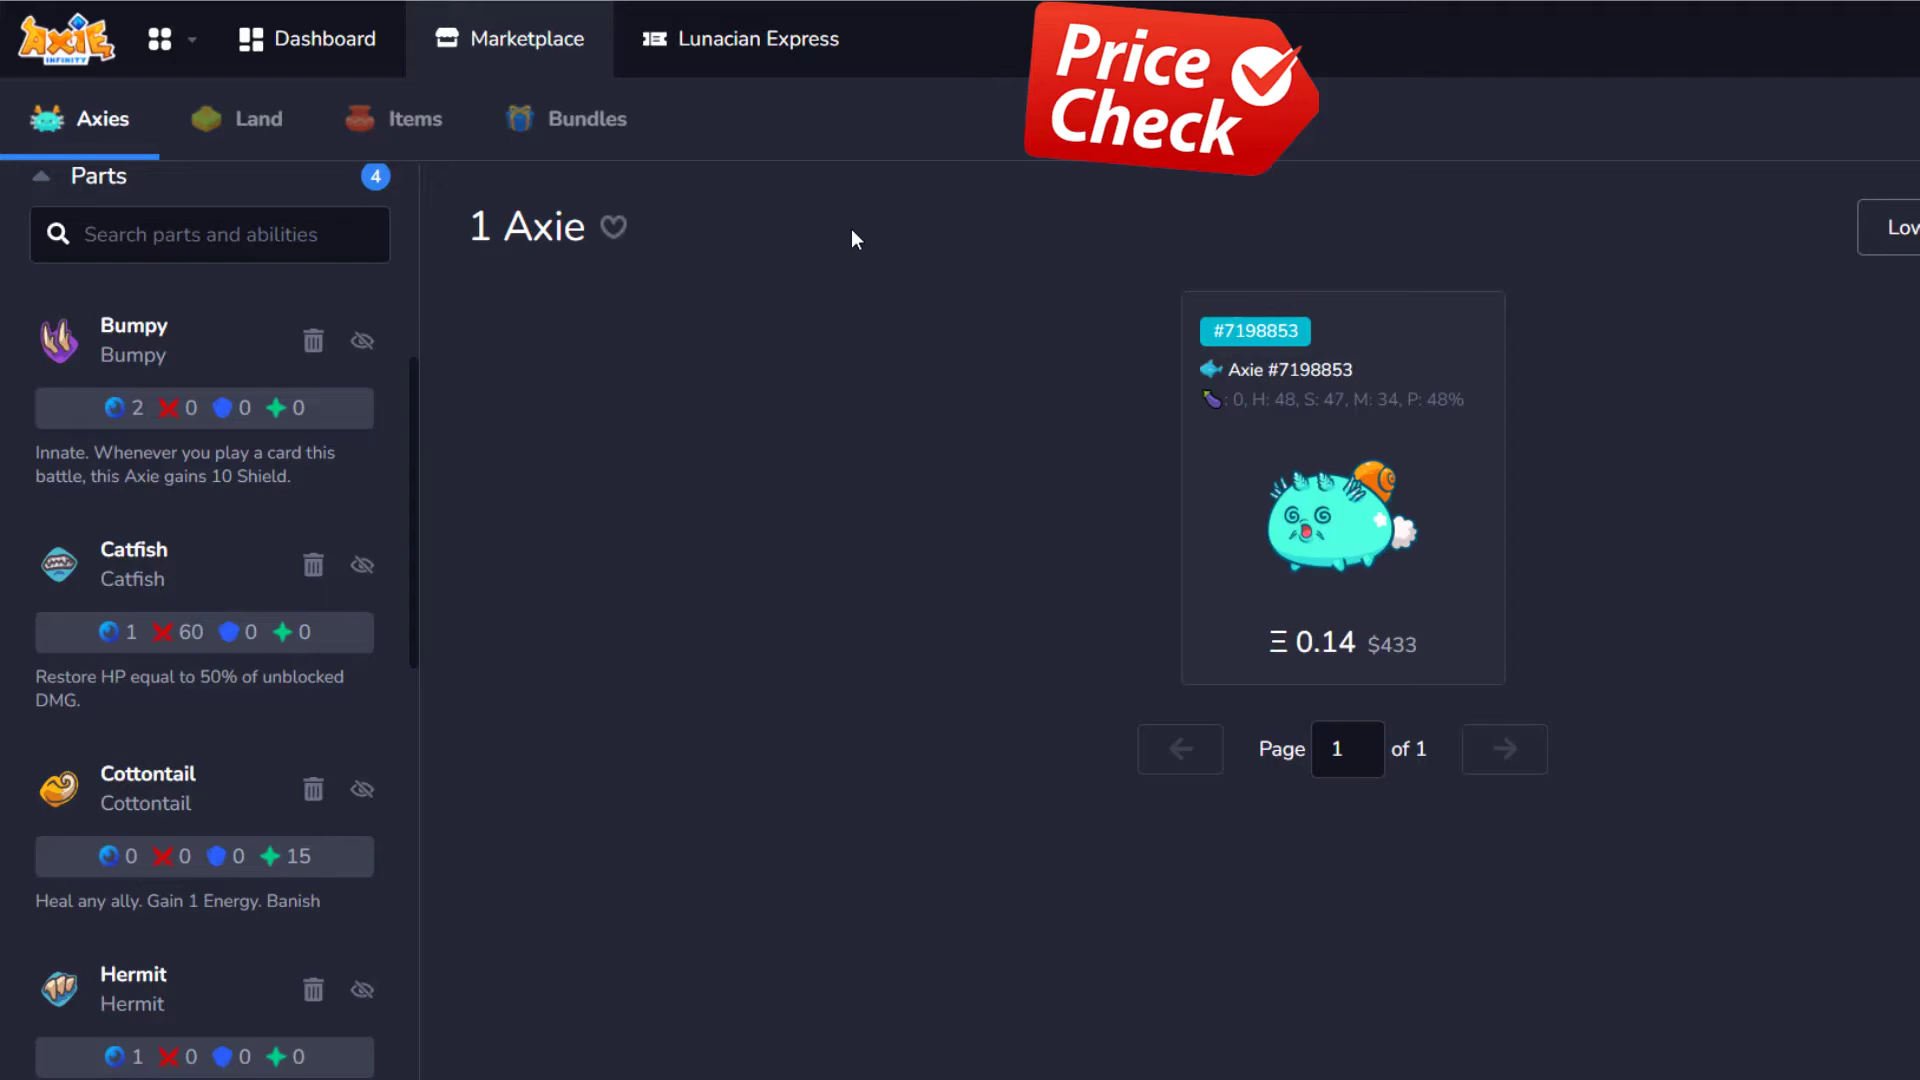 AXIE
INFINITY
Dashboard
Marketplace
Lunacian Express
Price
Check
Axies
Land
Items
Bundles
Parts
4
Search parts and abilities
Bumpy
Bumpy
2 0 0 0
Innate. Whenever you play a card this
battle, this Axie gains 10 Shield.
Catfish
Catfish
1 60 0 0
Restore HP equal to 50% of unblocked
DMG.
Cottontail
Cottontail
0 0 0 15
Heal any ally. Gain 1 Energy. Banish
Hermit
Hermit
1 0 0 0
1 Axie
Low
#7198853
Axie #7198853
: 0, H: 48, S: 47, M: 34, P: 48%
Ξ 0.14 $433
Page 1 of 1